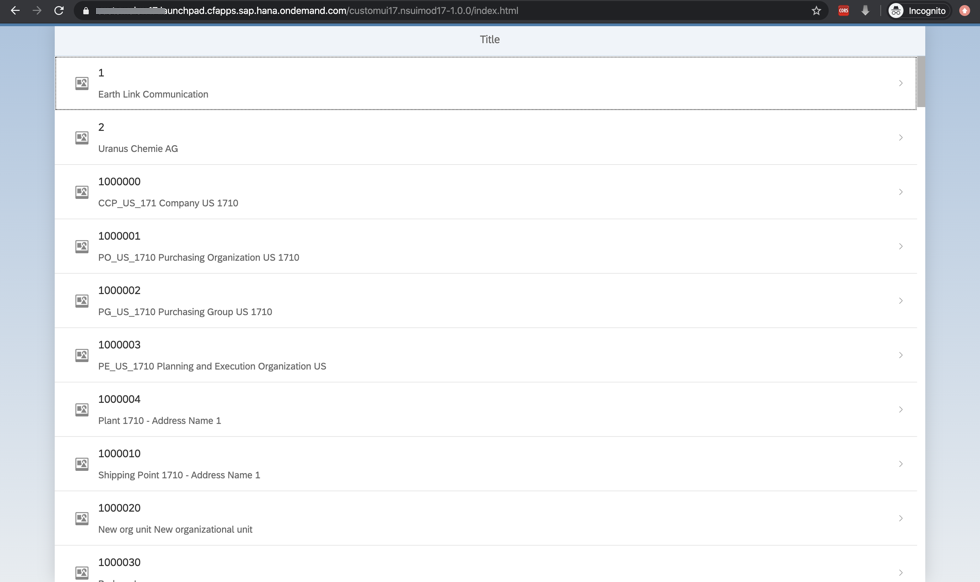 launchpad.cfapps.sap.hana.ondemand.com/customui17.nsuimod17-1.0.0/index.html
CORS
Incognito
Title
1
Earth Link Communication
2
Uranus Chemie AG
1000000
CCP_US_171 Company US 1710
1000001
PO_US_1710 Purchasing Organization US 1710
1000002
PG_US_1710 Purchasing Group US 1710
1000003
PE_US_1710 Planning and Execution Organization US
1000004
Plant 1710 - Address Name 1
1000010
Shipping Point 1710 - Address Name 1
1000020
New org unit New organizational unit
1000030